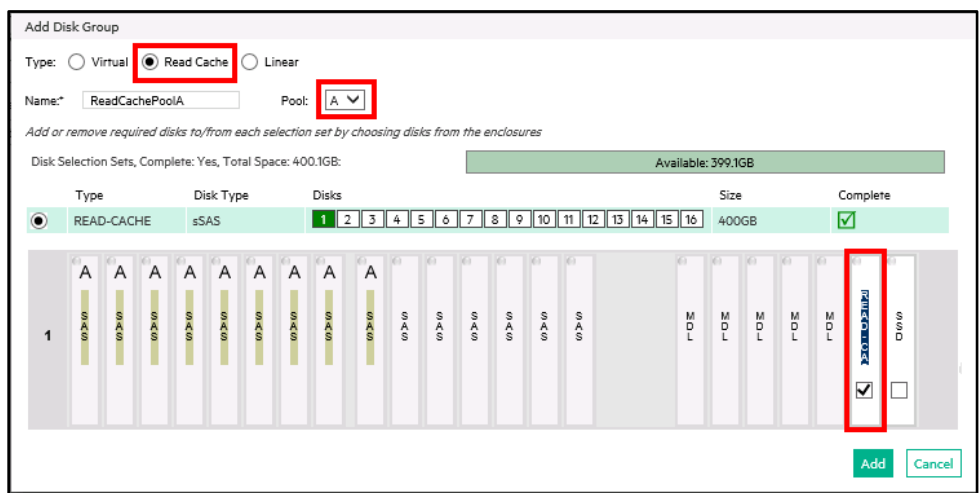 Add Disk Group
Type: Virtual Read Cache Linear
Name:* ReadCachePoolA Pool: A
Add or remove required disks to/from each selection set by choosing disks from the enclosures
Disk Selection Sets, Complete: Yes, Total Space: 400.1GB: Available: 399.1GB
Type Disk Type Disks Size Complete
READ-CACHE sSAS 1 2 3 4 5 6 7 8 9 10 11 12 13 14 15 16 400GB
A A A A A A A A A
1 SAS SAS SAS SAS SAS SAS SAS SAS SAS SAS SAS SAS SAS SAS SAS MDL MDL MDL MDL MDL READ-CA SSD
Add Cancel